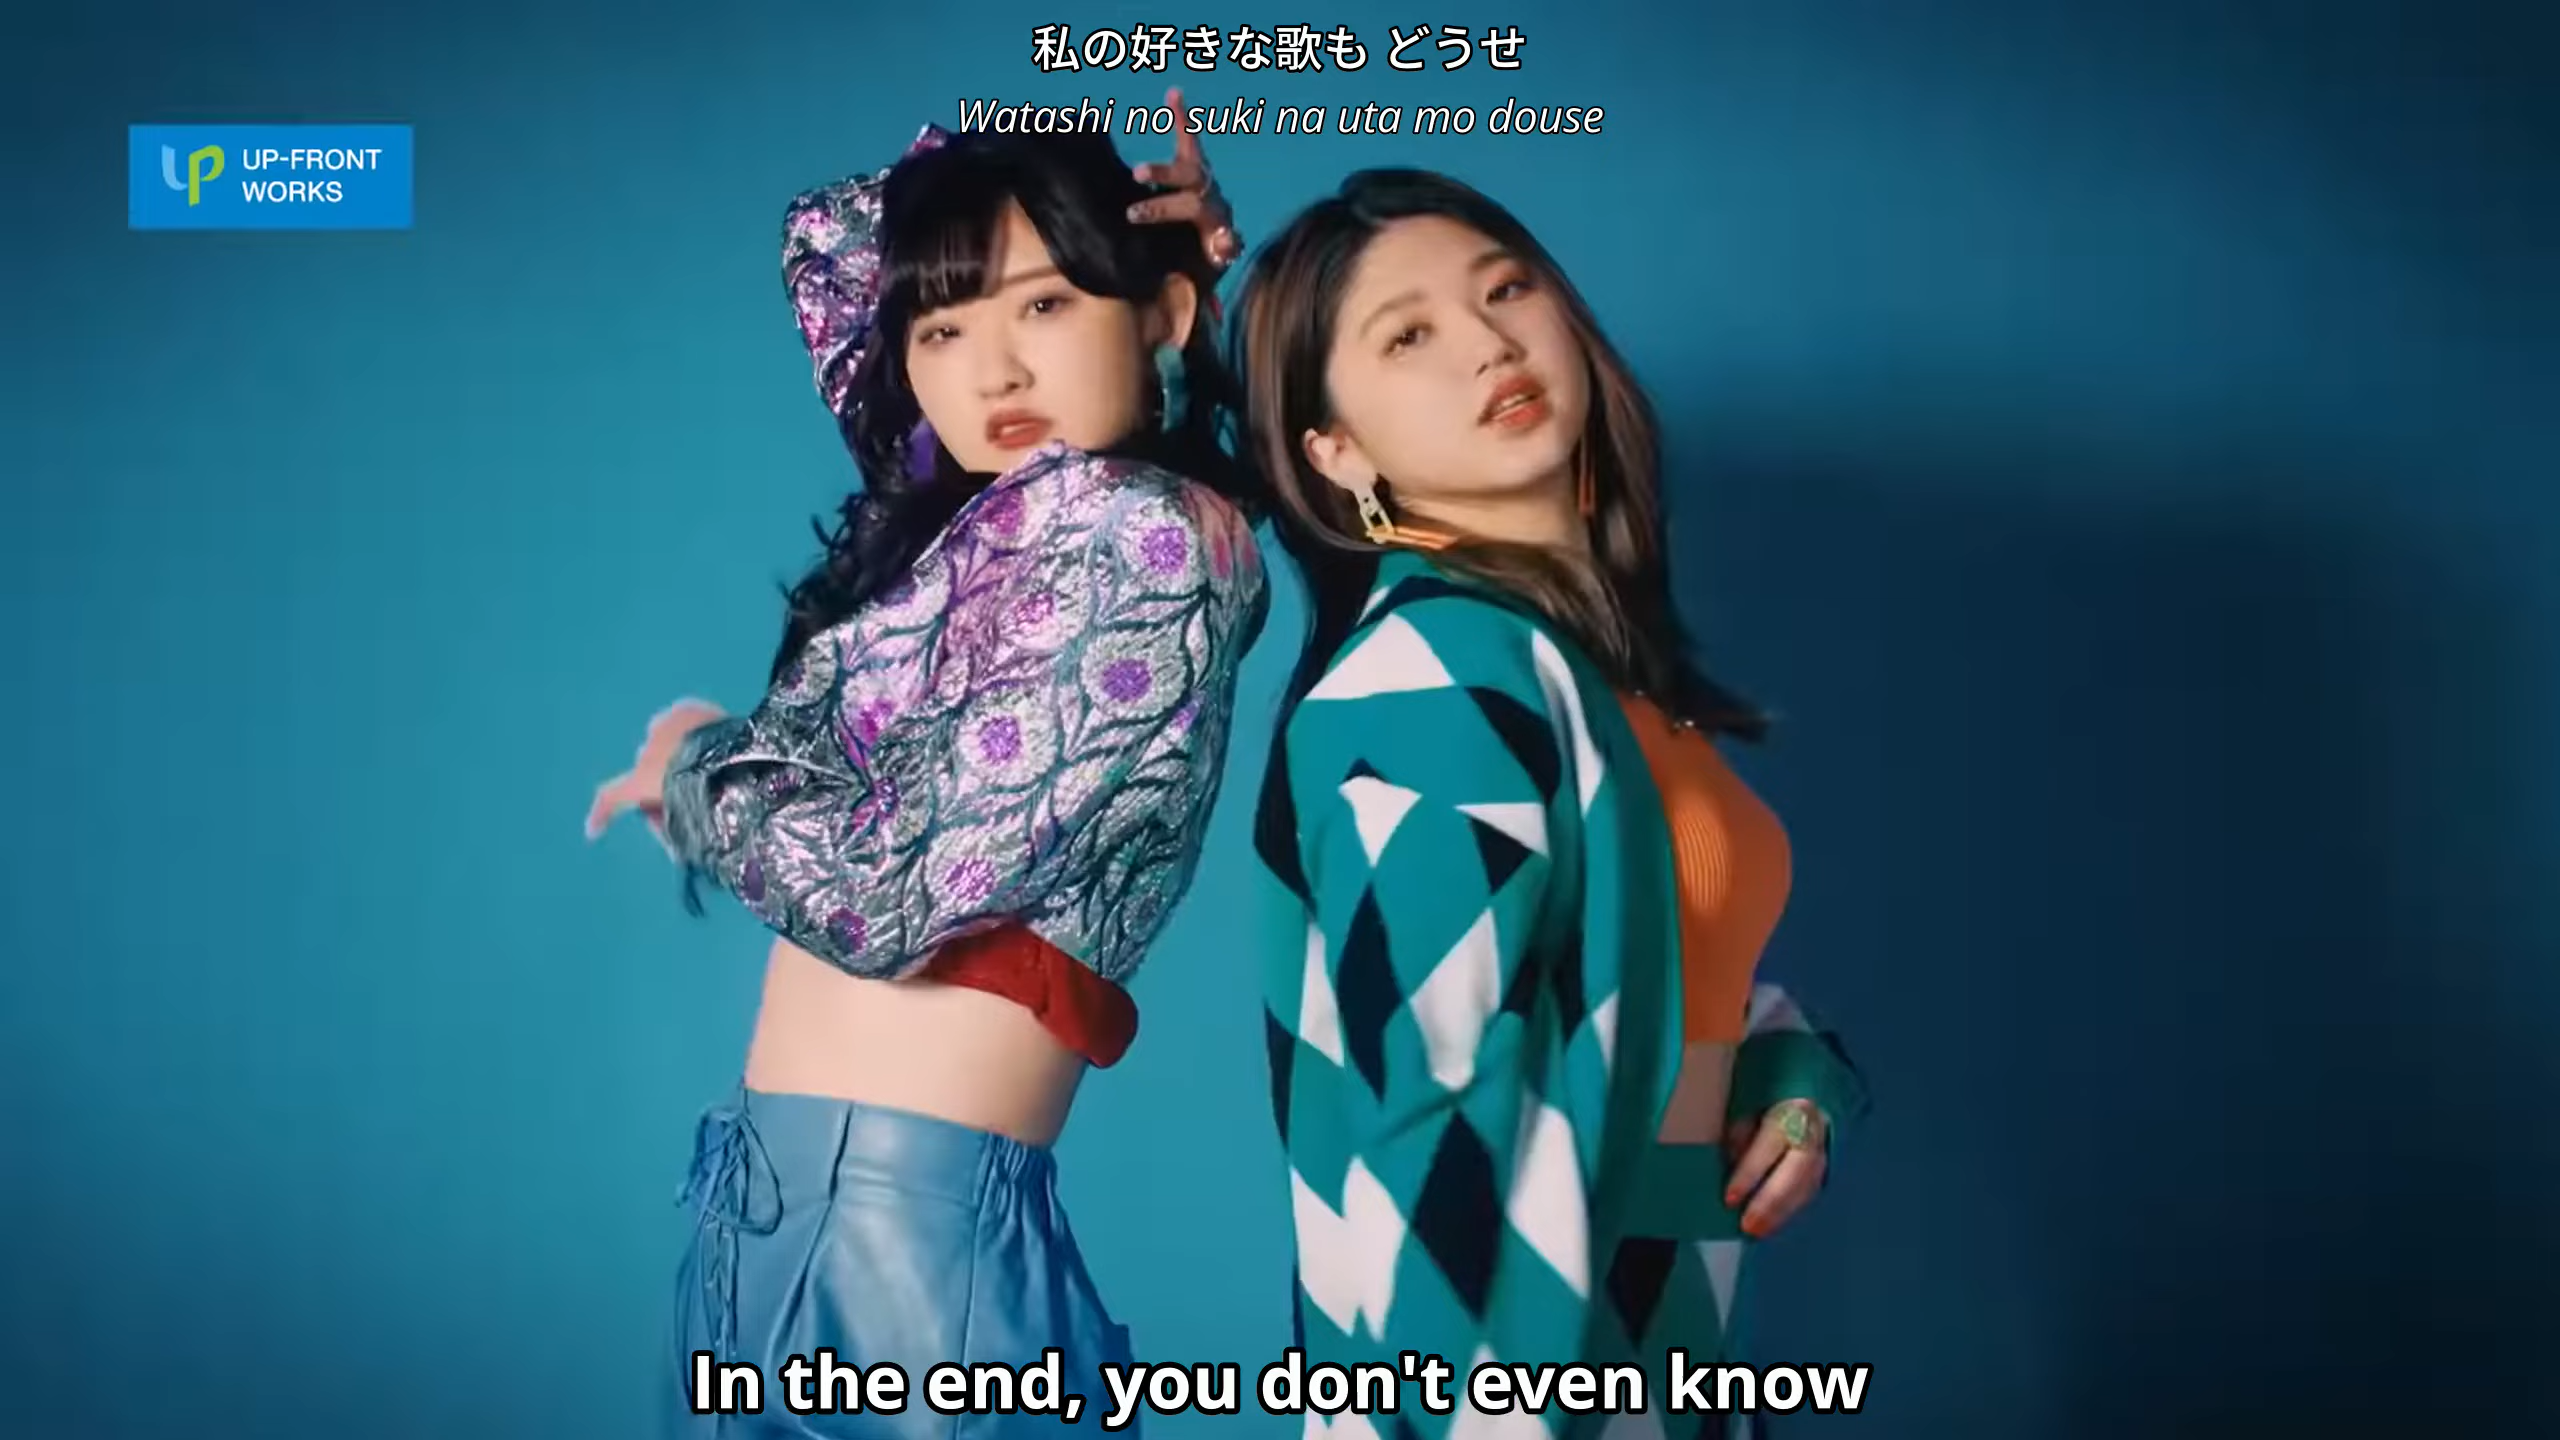 私の好きな歌も どうせ
Watashi no suki na uta mo douse
UP-FRONT
WORKS
In the end, you don't even know